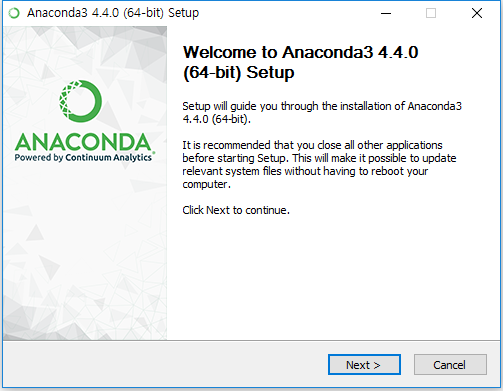 Anaconda3 4.4.0 (64-bit) Setup
Welcome to Anaconda3 4.4.0
(64-bit) Setup
Setup will guide you through the installation of Anaconda3
4.4.0 (64-bit).
It is recommended that you close all other applications
before starting Setup. This will make it possible to update
relevant system files without having to reboot your
computer.
Click Next to continue.
ANACONDA
Powered by Continuum Analytics®
Next >
Cancel